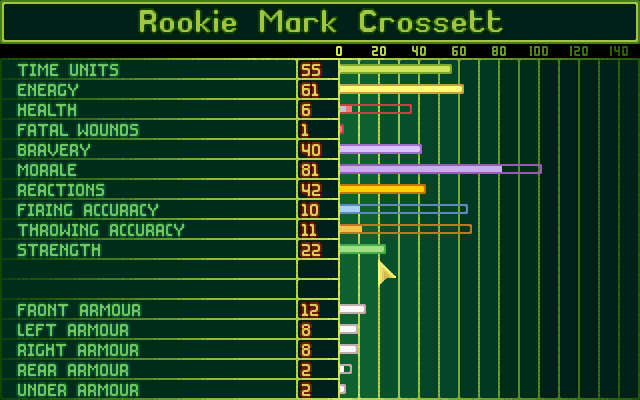 Rookie Mark Crossett
0 20 40 60 80 100 120 140
TIME UNITS 55
ENERGY 61
HEALTH 6
FATAL WOUNDS 1
BRAVERY 40
MORALE 81
REACTIONS 42
FIRING ACCURACY 10
THROWING ACCURACY 11
STRENGTH 22
FRONT ARMOUR 12
LEFT ARMOUR 8
RIGHT ARMOUR 8
REAR ARMOUR 2
UNDER ARMOUR 2